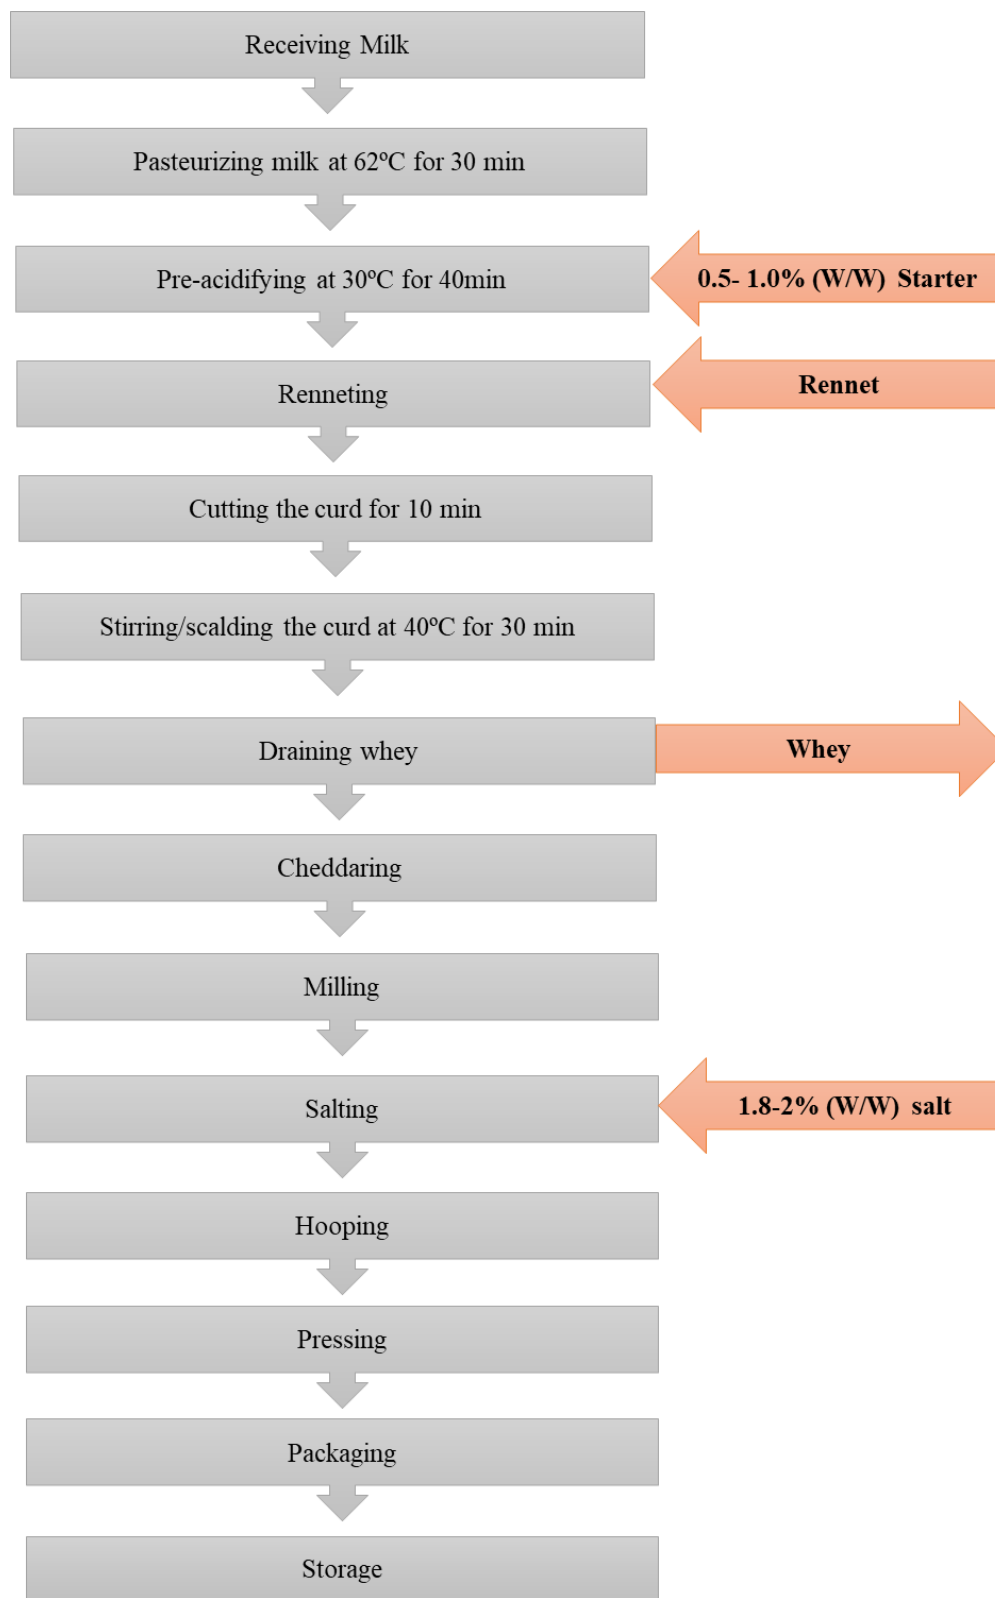 Receiving Milk
Pasteurizing milk at 62ºC for 30 min
Pre-acidifying at 30ºC for 40min
0.5- 1.0% (W/W) Starter
Renneting
Rennet
Cutting the curd for 10 min
Stirring/scalding the curd at 40ºC for 30 min
Draining whey
Whey
Cheddaring
Milling
Salting
1.8-2% (W/W) salt
Hooping
Pressing
Packaging
Storage